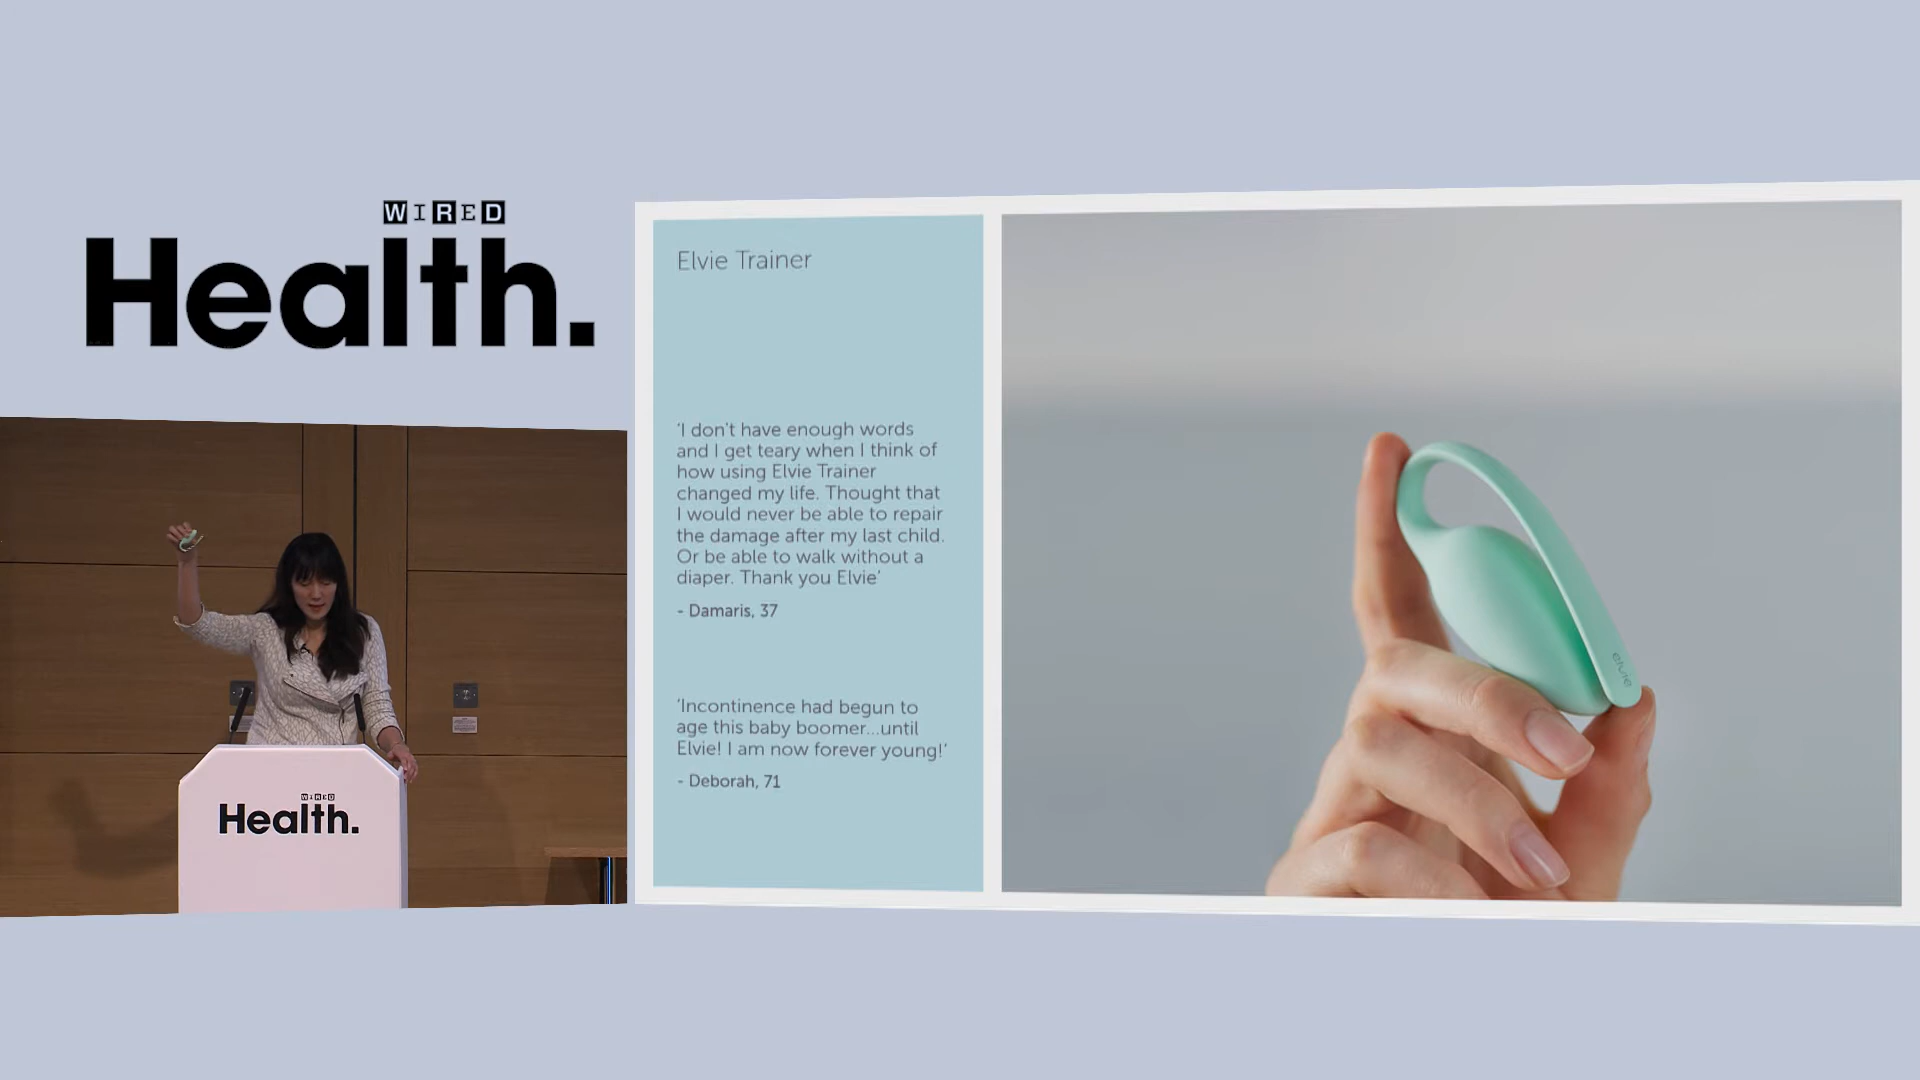 WIRED
Health.
Elvie Trainer
‘I don’t have enough words
and I get teary when I think of
how using Elvie Trainer
changed my life. Thought that
I would never be able to repair
the damage after my last child.
Or be able to walk without a
diaper. Thank you Elvie’
- Damaris, 37
‘Incontinence had begun to
age this baby boomer...until
Elvie! I am now forever young!’
- Deborah, 71
elvie
WIRED
Health.